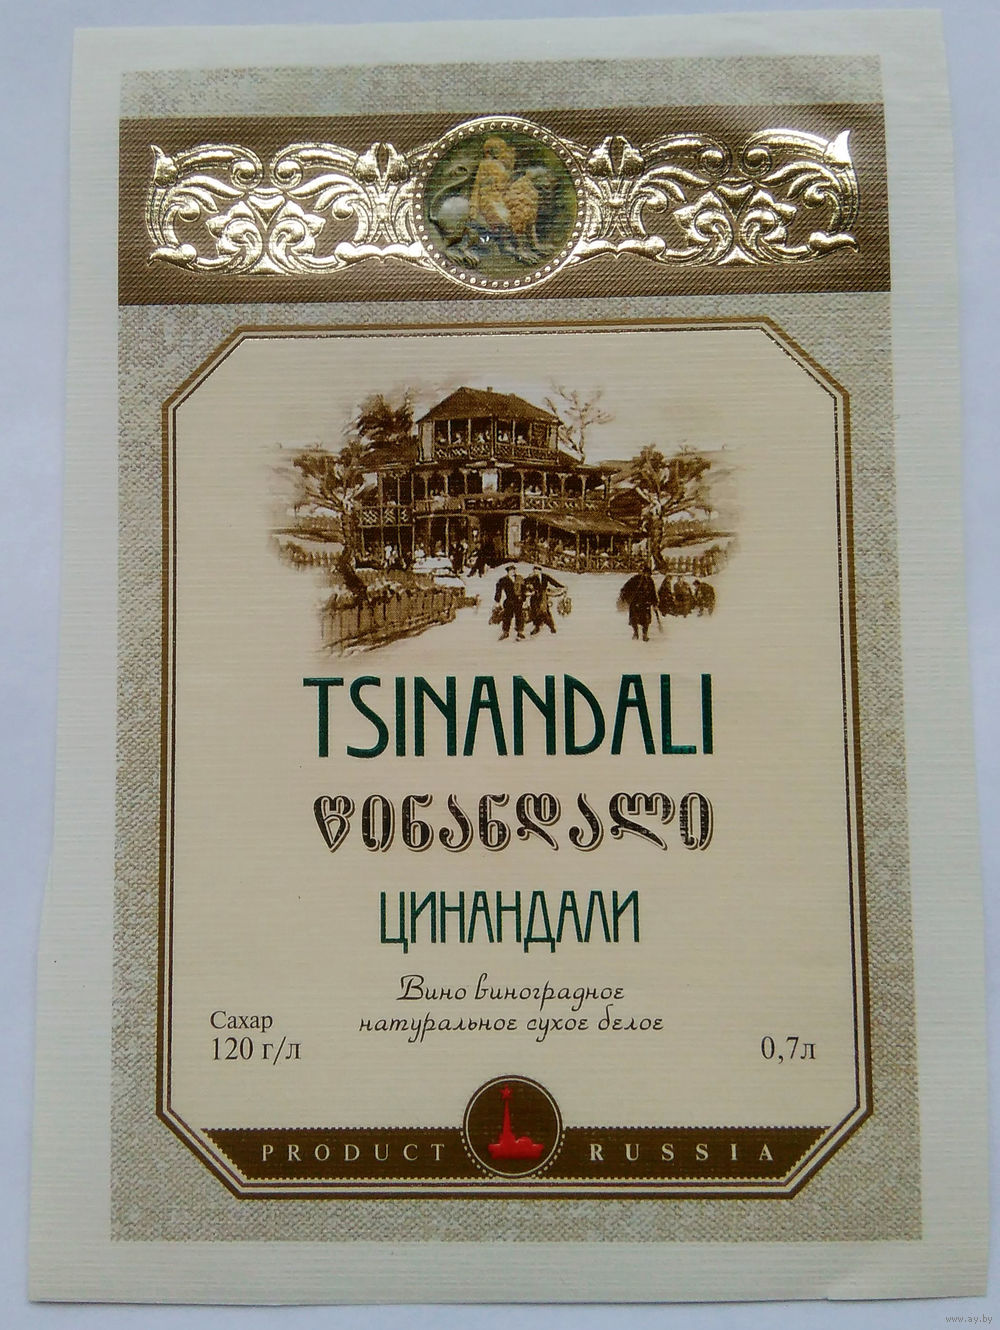 TSINANDALI
წინანდალი
ЦИНАНДАЛИ
Вино виноградное
натуральное сухое белое
Сахар
120 г/л
0,7л
PRODUCT RUSSIA
www.ay.by